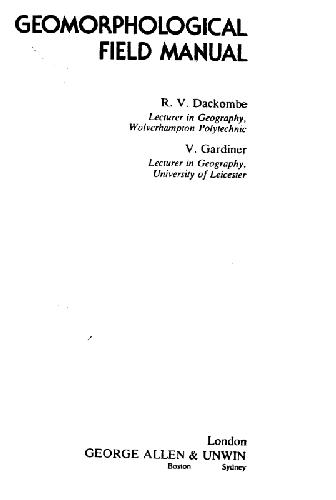 GEOMORPHOLOGICAL
FIELD MANUAL
R. V. Dackombe
Lecturer in Geography,
Wolverhampton Polytechnic
V. Gardiner
Lecturer in Geography,
University of Leicester
London
GEORGE ALLEN & UNWIN
Boston Sydney